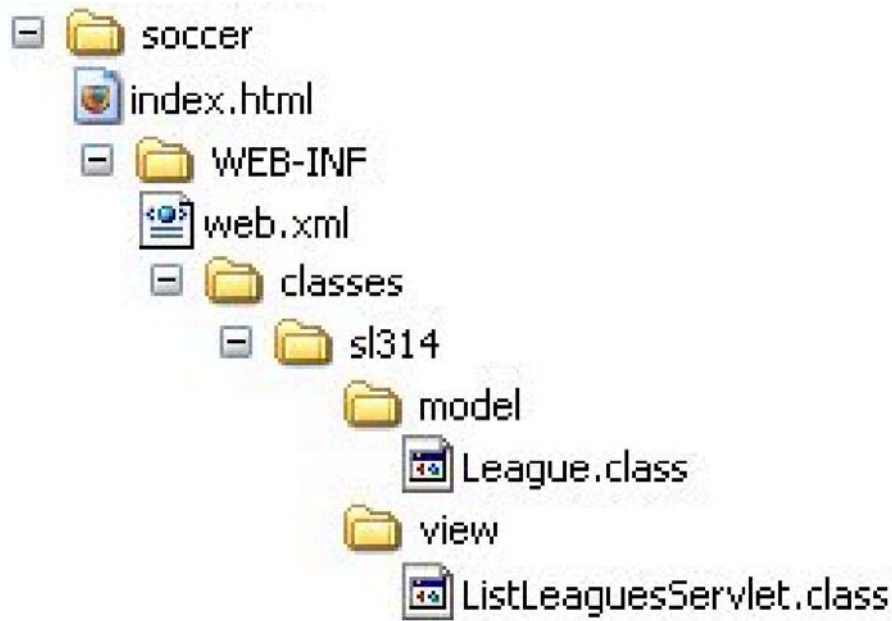 soccer
index.html
WEB-INF
web.xml
classes
sl314
model
League.class
view
ListLeaguesServlet.class